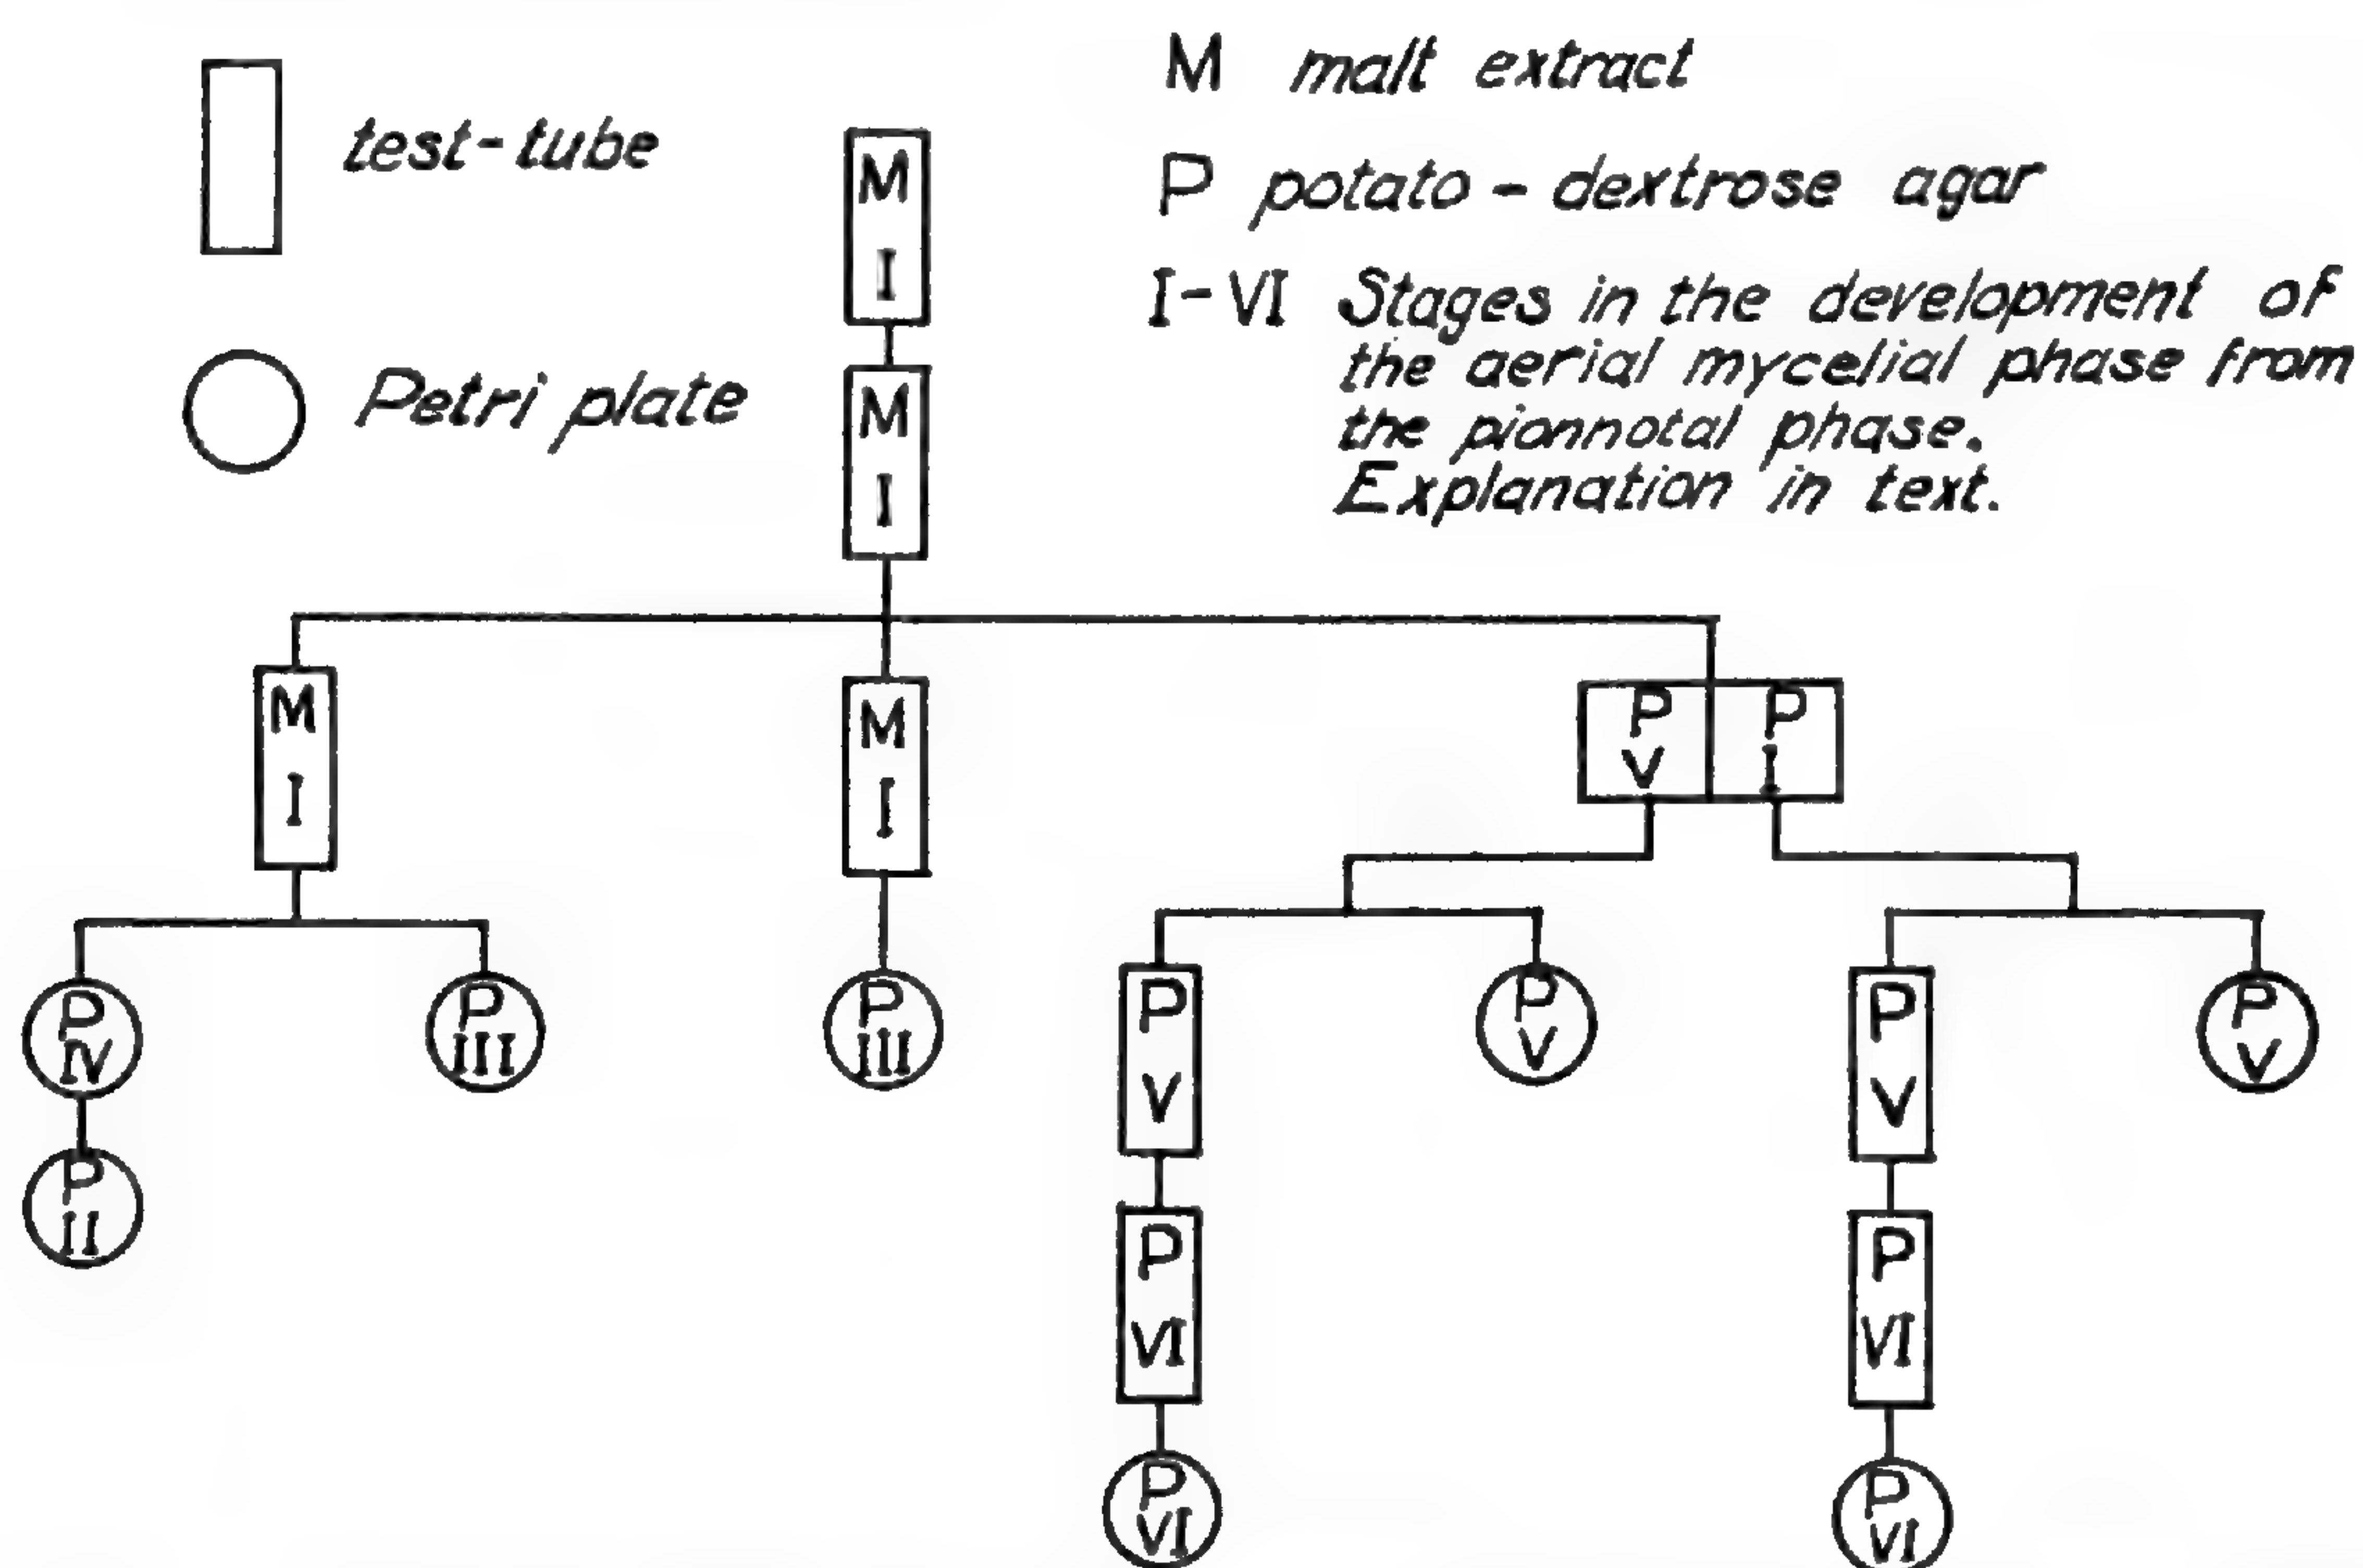 test-tube
Petri plate
M malt extract
P potato - dextrose agar
I-VI Stages in the development of
the aerial mycelial phase from
the pionnotal phase.
Explanation in text.
M
I
M
I
M
I
M
I
P
V
P
I
P
IV
P
III
P
III
P
V
P
V
P
V
P
V
P
II
P
VI
P
VI
P
VI
P
VI